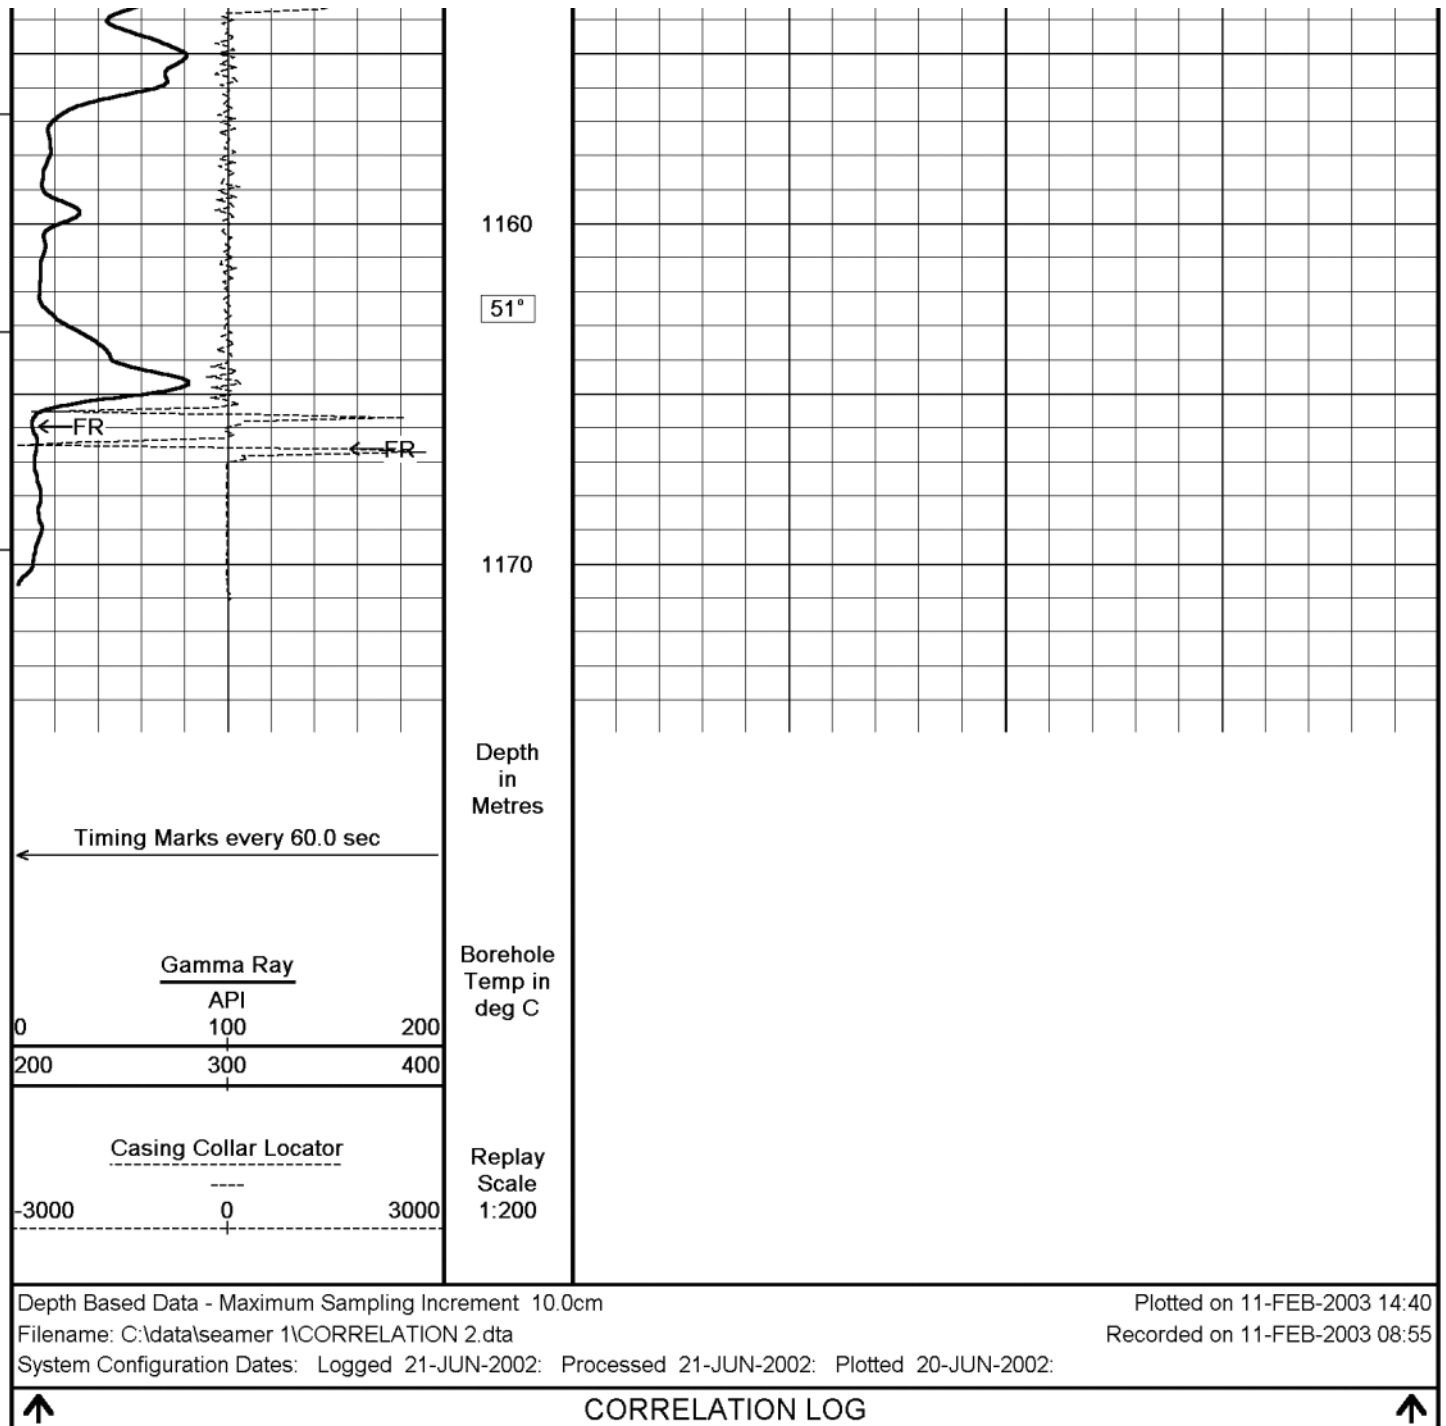 1160
51°
FR
FR
1170
Depth
in
Metres
Timing Marks every 60.0 sec
Gamma Ray
API
0 100 200
200 300 400
Borehole
Temp in
deg C
Casing Collar Locator
-3000 0 3000
Replay
Scale
1:200
Depth Based Data - Maximum Sampling Increment 10.0cm
Plotted on 11-FEB-2003 14:40
Filename: C:\data\seamer 1\CORRELATION 2.dta
Recorded on 11-FEB-2003 08:55
System Configuration Dates: Logged 21-JUN-2002: Processed 21-JUN-2002: Plotted 20-JUN-2002:
CORRELATION LOG